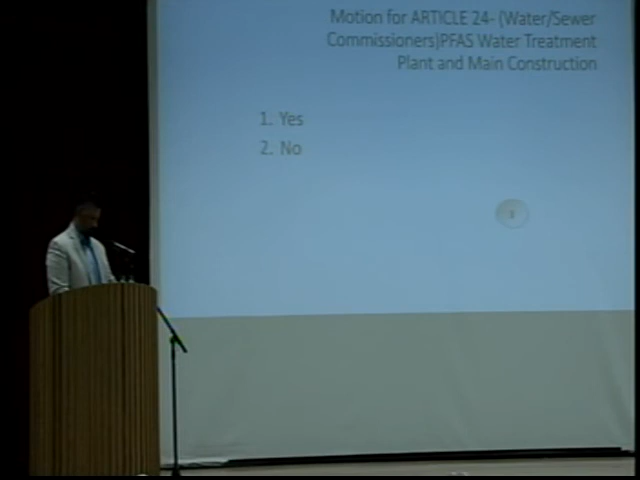 Motion for ARTICLE 24- (Water/Sewer
Commissioners)PFAS Water Treatment
Plant and Main Construction
1. Yes
2. No